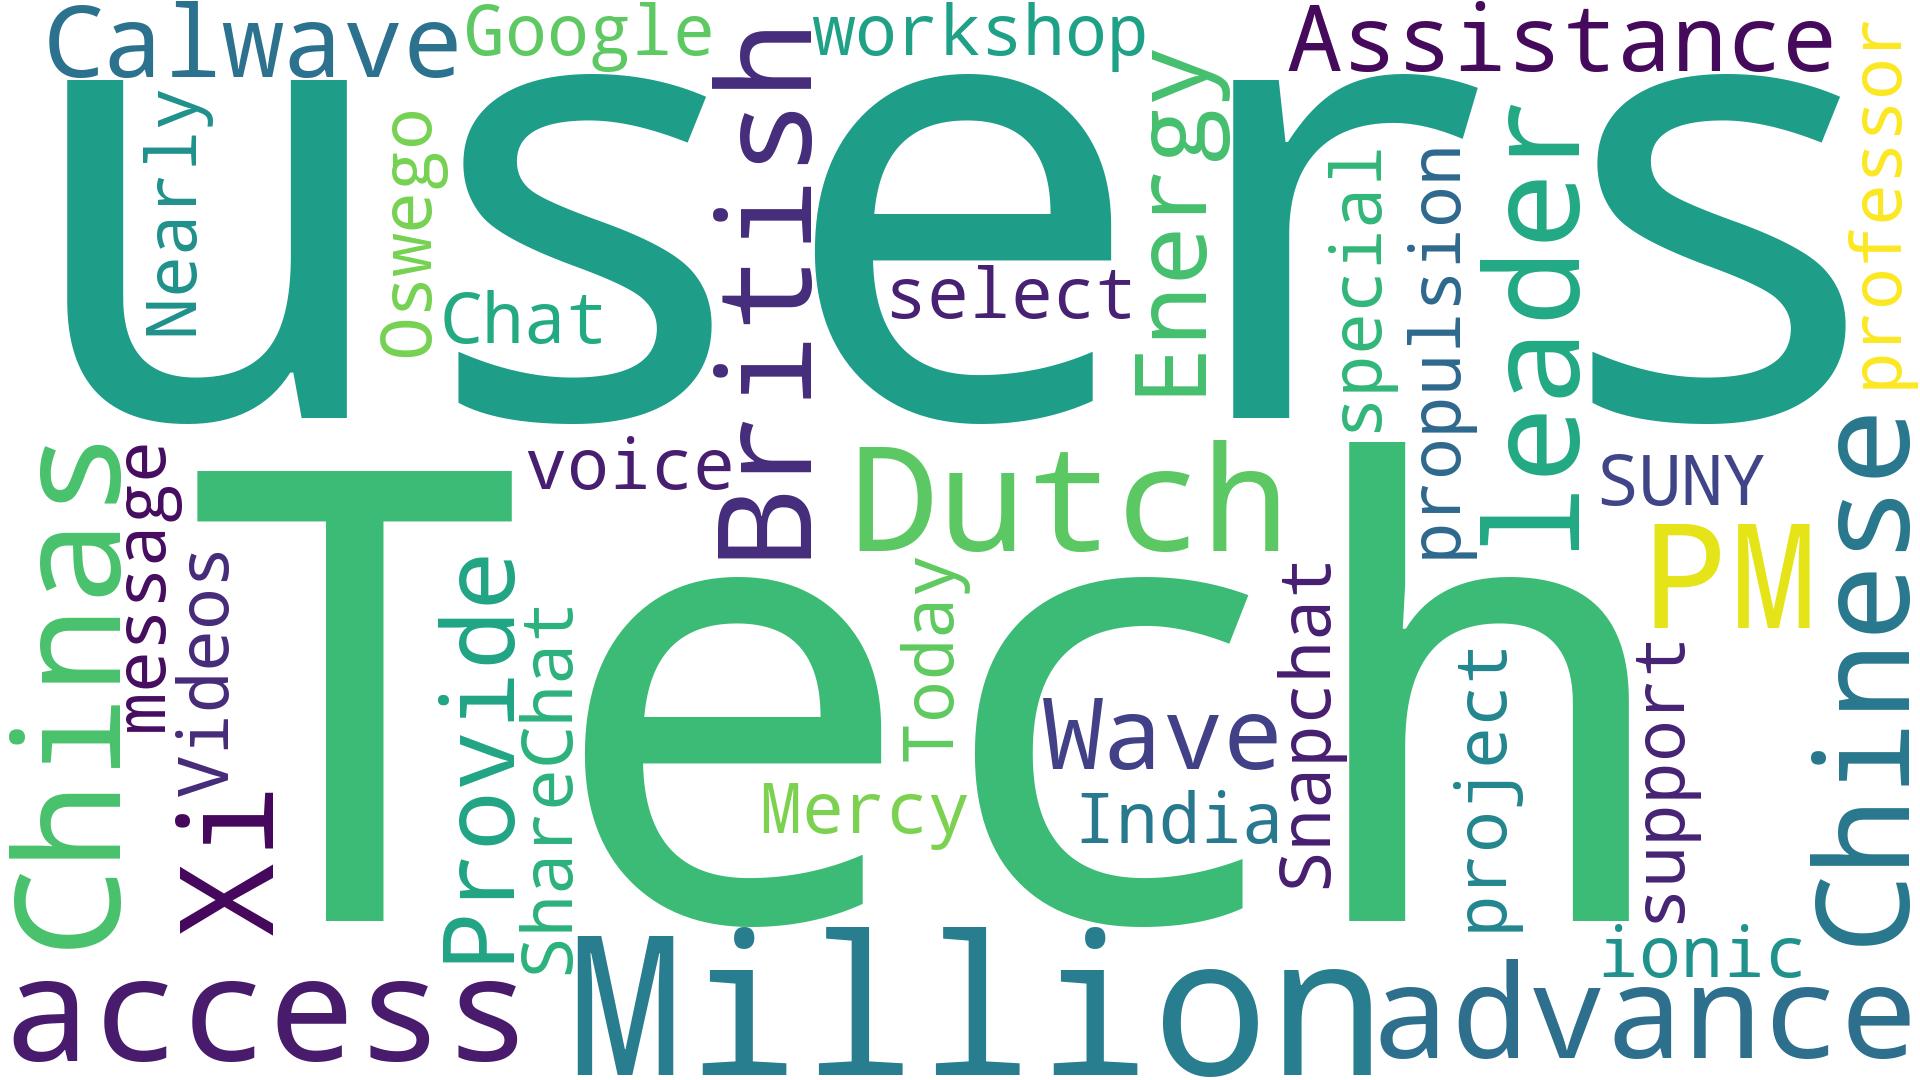 Calwave
Google
workshop
Assistance
users
Nearly
Oswego
Chat
British
select
Energy
special
propulsion
leader
professor
Chinas
message
Videos
Xi
Tech
voice
Dutch
SUNY
PM
Chinese
Provide
ShareChat
Today
Mercy
Wave
India
Snapchat
project
support
ionic
access
Million
advance